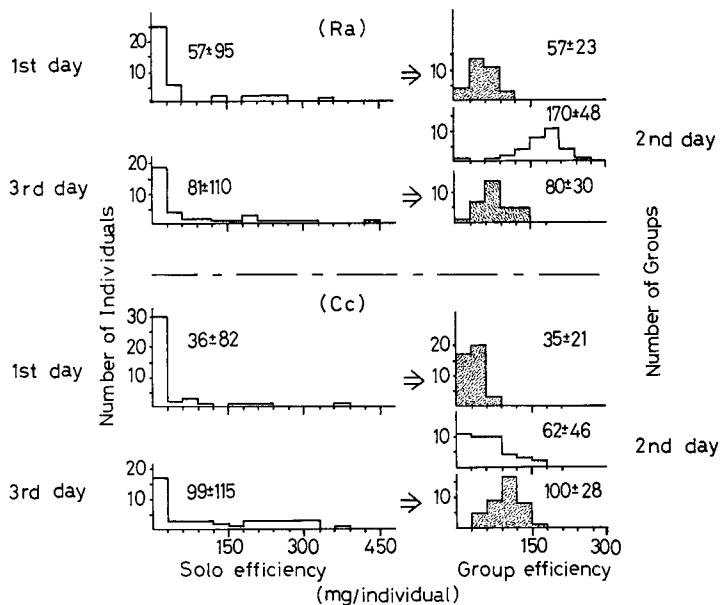 (Ra)
1st day
20
10
57±95
⇒
10
57±23
10
170±48
2nd day
3rd day
20
10
81±110
⇒
10
80±30
Number of Individuals
Number of Groups
(Cc)
1st day
30
20
10
36±82
⇒
20
10
35±21
10
62±46
2nd day
3rd day
20
10
99±115
⇒
10
100±28
150 300 450
150 300
Solo efficiency
Group efficiency
(mg/individual)